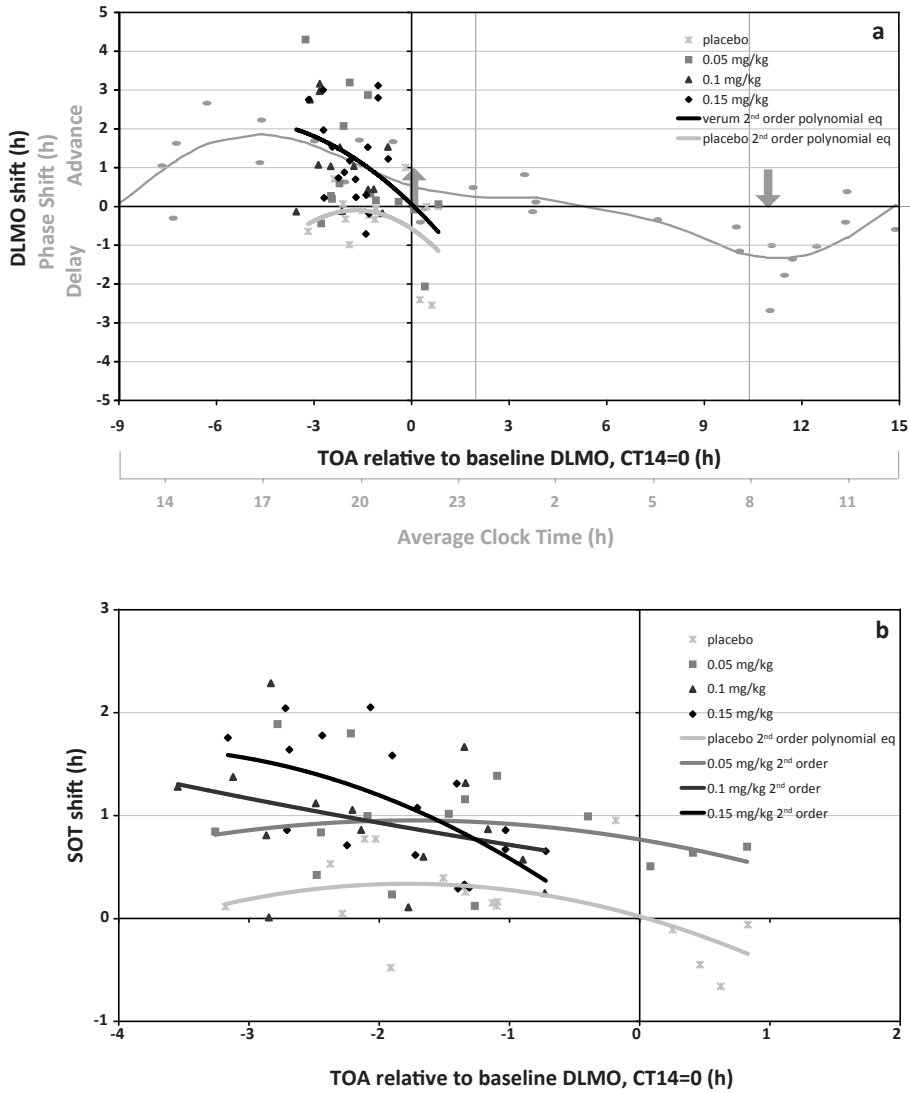 a
5
4
3
2
1
0
-1
-2
-3
-4
-5
DLMO shift (h)
Phase Shift (h)
Delay Advance
placebo
0.05 mg/kg
0.1 mg/kg
0.15 mg/kg
verum 2nd order polynomial eq
placebo 2nd order polynomial eq
-9 -6 -3 0 3 6 9 12 15
TOA relative to baseline DLMO, CT14=0 (h)
14 17 20 23 2 5 8 11
Average Clock Time (h)
b
3
2
1
0
-1
SOT shift (h)
placebo
0.05 mg/kg
0.1 mg/kg
0.15 mg/kg
placebo 2nd order polynomial eq
0.05 mg/kg 2nd order
0.1 mg/kg 2nd order
0.15 mg/kg 2nd order
-4 -3 -2 -1 0 1 2
TOA relative to baseline DLMO, CT14=0 (h)